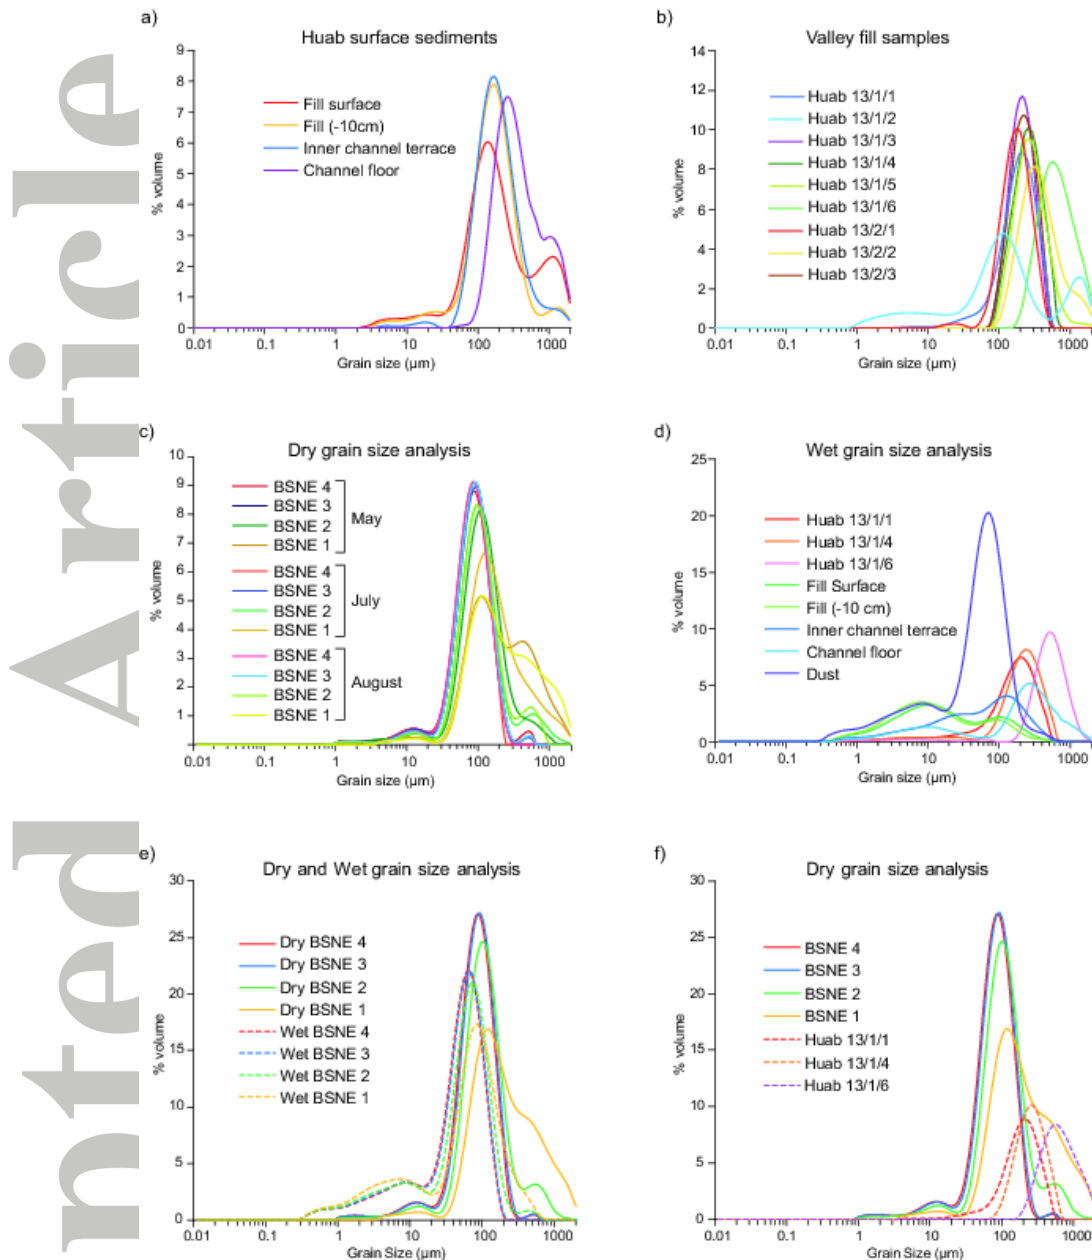 Article
nted
a)
Huab surface sediments
9
8
7
6
5
4
3
2
1
0
% volume
Fill surface
Fill (-10cm)
Inner channel terrace
Channel floor
0.01 0.1 1 10 100 1000
Grain size (µm)
b)
Valley fill samples
14
12
10
8
6
4
2
0
% volume
Huab 13/1/1
Huab 13/1/2
Huab 13/1/3
Huab 13/1/4
Huab 13/1/5
Huab 13/1/6
Huab 13/2/1
Huab 13/2/2
Huab 13/2/3
0.01 0.1 1 10 100 1000
Grain size (µm)
c)
Dry grain size analysis
10
9
8
7
6
5
4
3
2
1
% volume
BSNE 4
BSNE 3
BSNE 2
BSNE 1
May
BSNE 4
BSNE 3
BSNE 2
BSNE 1
July
BSNE 4
BSNE 3
BSNE 2
BSNE 1
August
0.01 0.1 1 10 100 1000
Grain size (µm)
d)
Wet grain size analysis
25
20
15
10
5
0
% volume
Huab 13/1/1
Huab 13/1/4
Huab 13/1/6
Fill Surface
Fill (-10 cm)
Inner channel terrace
Channel floor
Dust
0.01 0.1 1 10 100 1000
Grain size (µm)
e)
Dry and Wet grain size analysis
30
25
20
15
10
5
0
% volume
Dry BSNE 4
Dry BSNE 3
Dry BSNE 2
Dry BSNE 1
Wet BSNE 4
Wet BSNE 3
Wet BSNE 2
Wet BSNE 1
0.01 0.1 1 10 100 1000
Grain Size (µm)
f)
Dry grain size analysis
30
25
20
15
10
5
0
% volume
BSNE 4
BSNE 3
BSNE 2
BSNE 1
Huab 13/1/1
Huab 13/1/4
Huab 13/1/6
0.01 0.1 1 10 100 1000
Grain Size (µm)